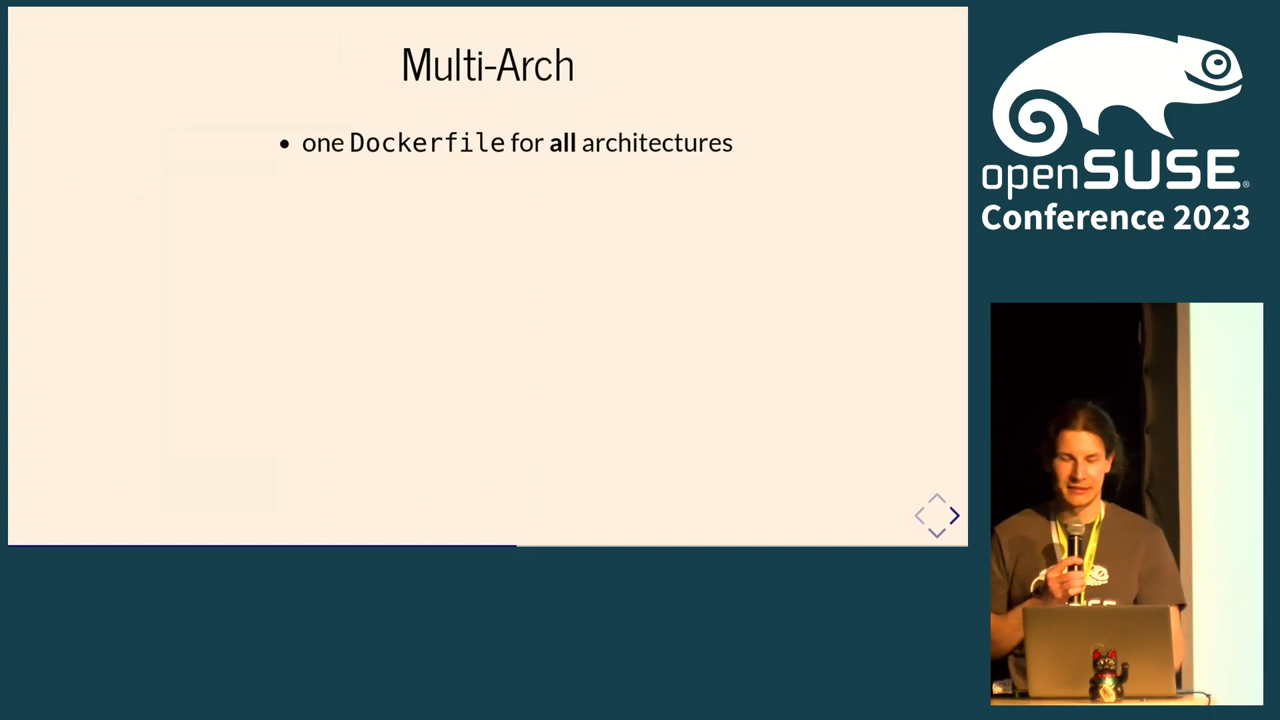 Multi-Arch
• one Dockerfile for all architectures
openSUSE
Conference 2023